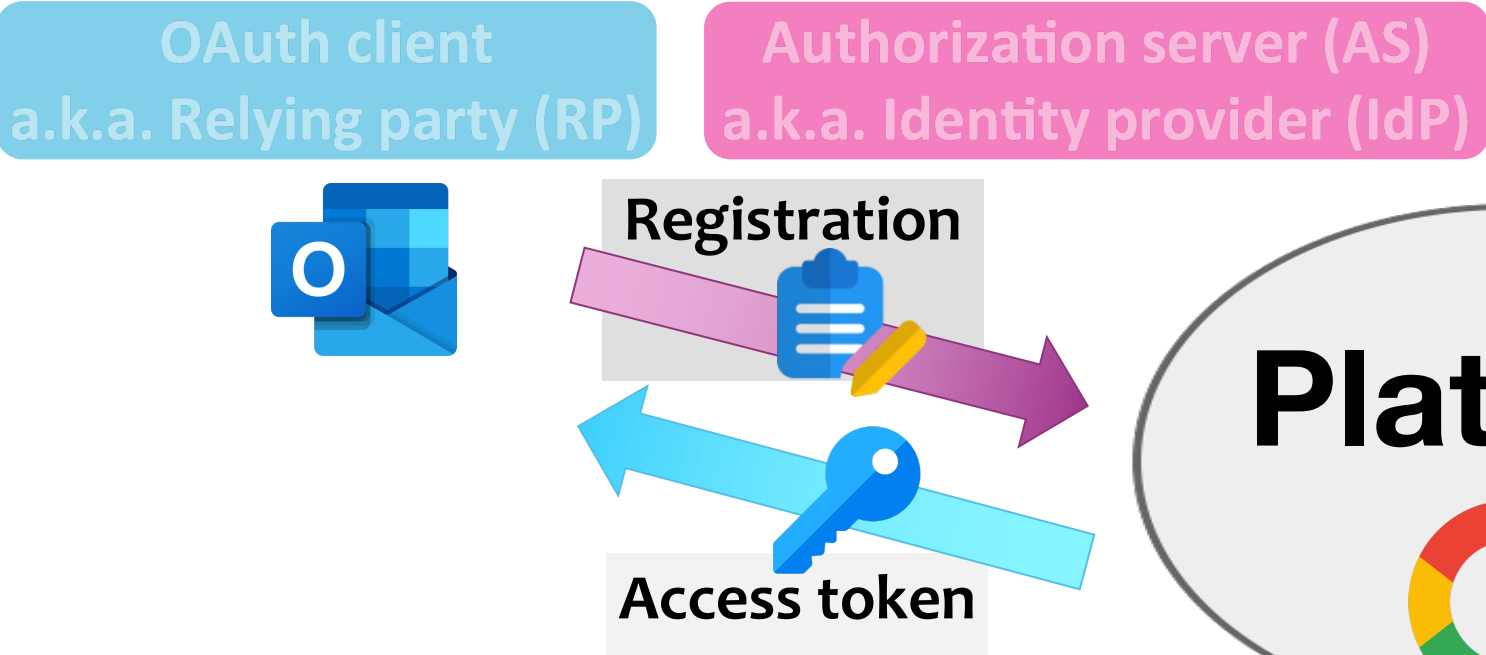 OAuth client
a.k.a. Relying party (RP)
Authorization server (AS)
a.k.a. Identity provider (IdP)
Registration
O
Plat
Access token